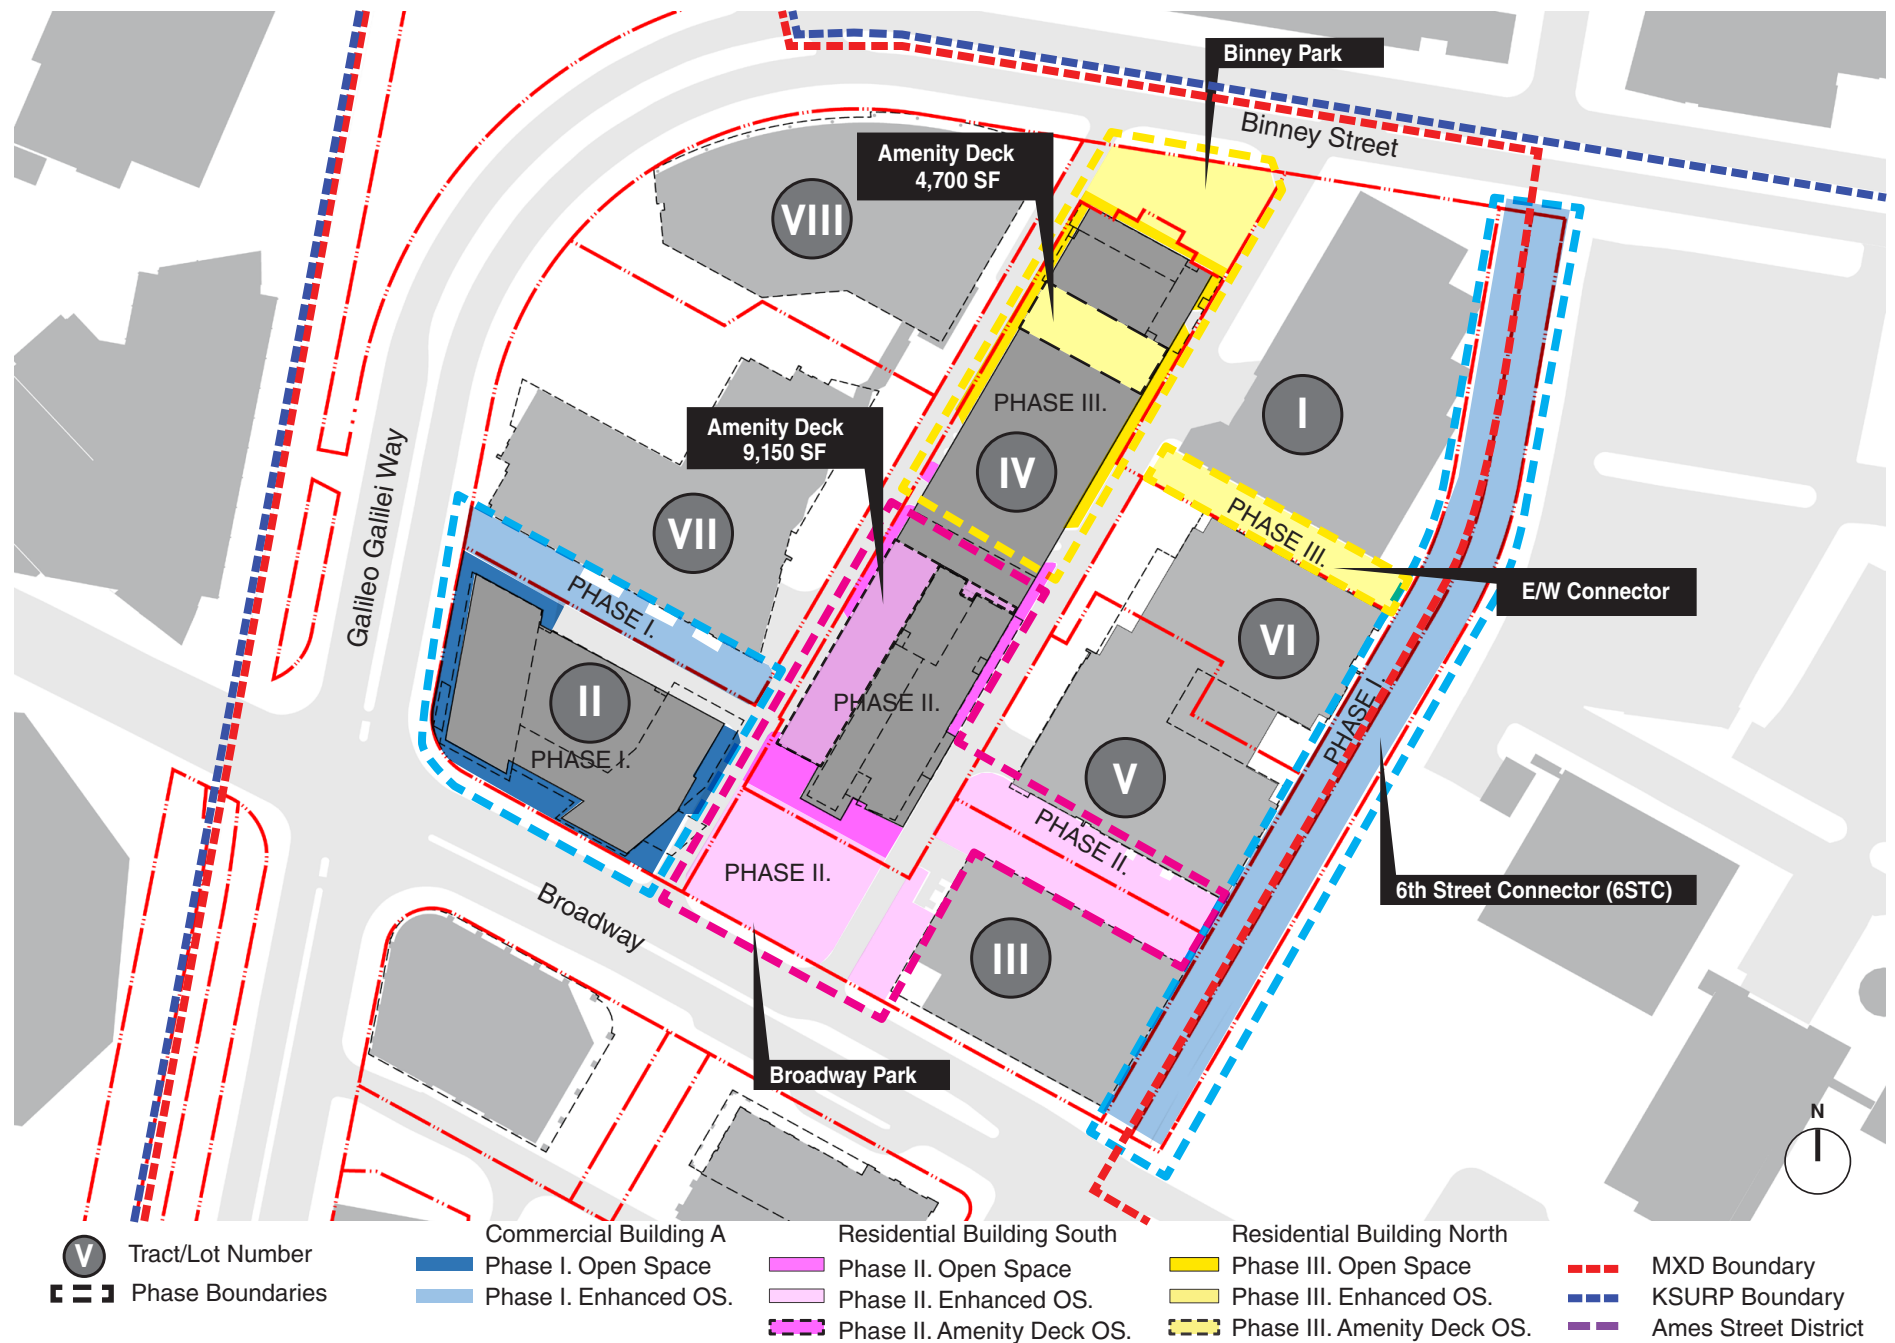 Binney Park
Binney Street
Amenity Deck
4,700 SF
VIII
I
PHASE III.
Amenity Deck
9,150 SF
IV
Galileo Galilei Way
VII
PHASE III.
E/W Connector
PHASE I.
VI
II
PHASE II.
PHASE I.
PHASE I.
V
PHASE II.
PHASE II.
6th Street Connector (6STC)
Broadway
III
Broadway Park
N
V
Tract/Lot Number
Phase Boundaries
Commercial Building A
Phase I. Open Space
Phase I. Enhanced OS.
Residential Building South
Phase II. Open Space
Phase II. Enhanced OS.
Phase II. Amenity Deck OS.
Residential Building North
Phase III. Open Space
Phase III. Enhanced OS.
Phase III. Amenity Deck OS.
MXD Boundary
KSURP Boundary
Ames Street District